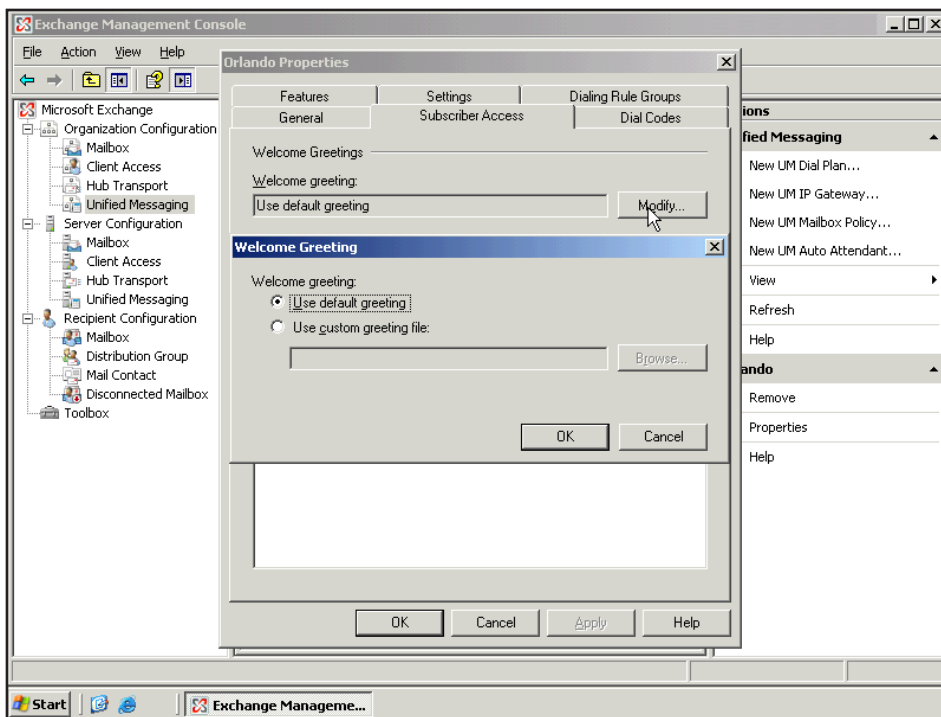 Exchange Management Console
File Action View Help
Microsoft Exchange
Organization Configuration
Mailbox
Client Access
Hub Transport
Unified Messaging
Server Configuration
Mailbox
Client Access
Hub Transport
Unified Messaging
Recipient Configuration
Mailbox
Distribution Group
Mail Contact
Disconnected Mailbox
Toolbox
Orlando Properties
Features Settings Dialing Rule Groups
General Subscriber Access Dial Codes
Welcome Greetings
Welcome greeting:
Use default greeting Modify...
Welcome Greeting
Welcome greeting:
Use default greeting
Use custom greeting file:
Browse...
OK Cancel
OK Cancel Apply Help
ions
fied Messaging
New UM Dial Plan...
New UM IP Gateway...
New UM Mailbox Policy...
New UM Auto Attendant...
View
Refresh
Help
ando
Remove
Properties
Help
Start Exchange Manageme...